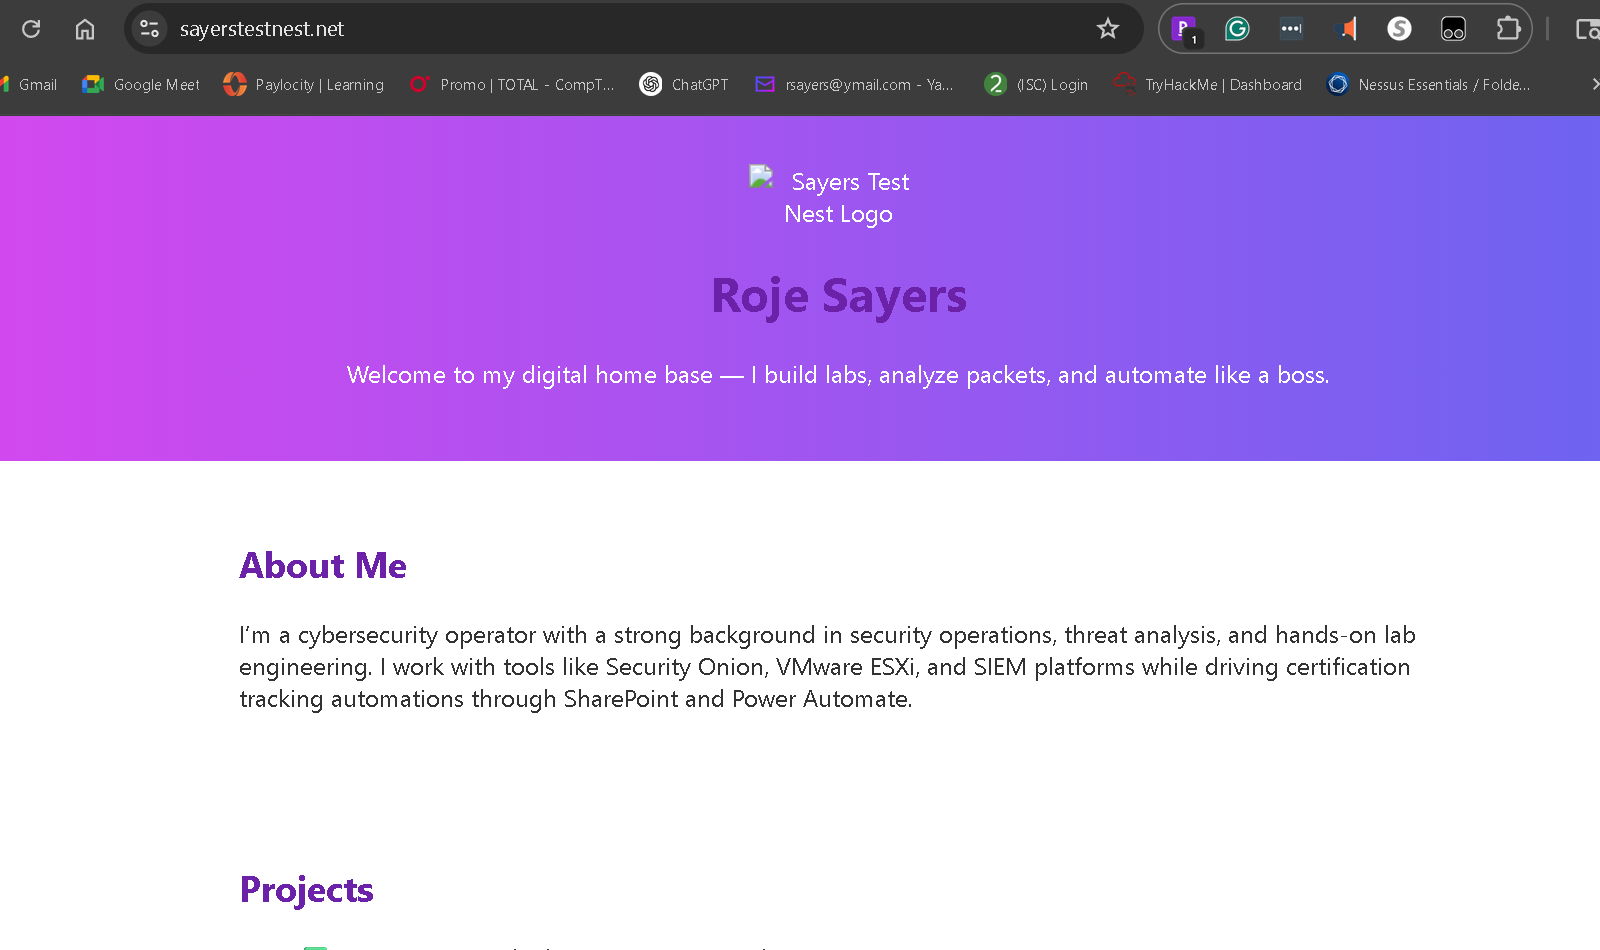 sayerstestnest.net
1
Gmail
Google Meet
Paylocity | Learning
Promo | TOTAL - CompT...
ChatGPT
rsayers@ymail.com - Ya...
(ISC) Login
TryHackMe | Dashboard
Nessus Essentials / Folde...
Sayers Test
Nest Logo
Roje Sayers
Welcome to my digital home base — I build labs, analyze packets, and automate like a boss.
About Me
I’m a cybersecurity operator with a strong background in security operations, threat analysis, and hands-on lab
engineering. I work with tools like Security Onion, VMware ESXi, and SIEM platforms while driving certification
tracking automations through SharePoint and Power Automate.
Projects